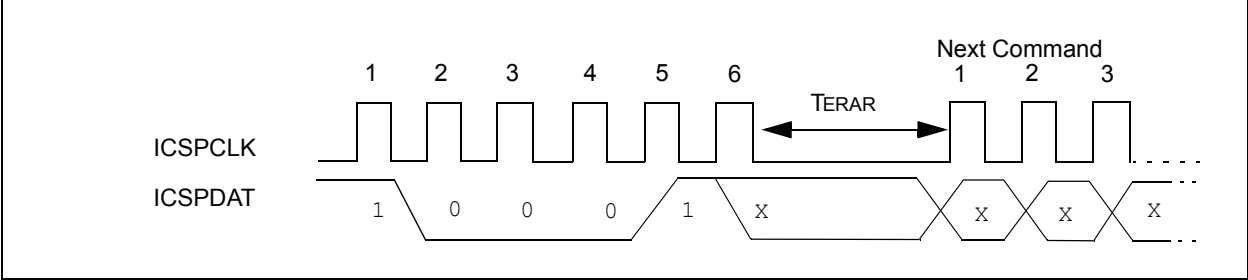 Next Command
1 2 3 4 5 6 1 2 3
TERAR
ICSPCLK
ICSPDAT
1 0 0 0 1 X X X X